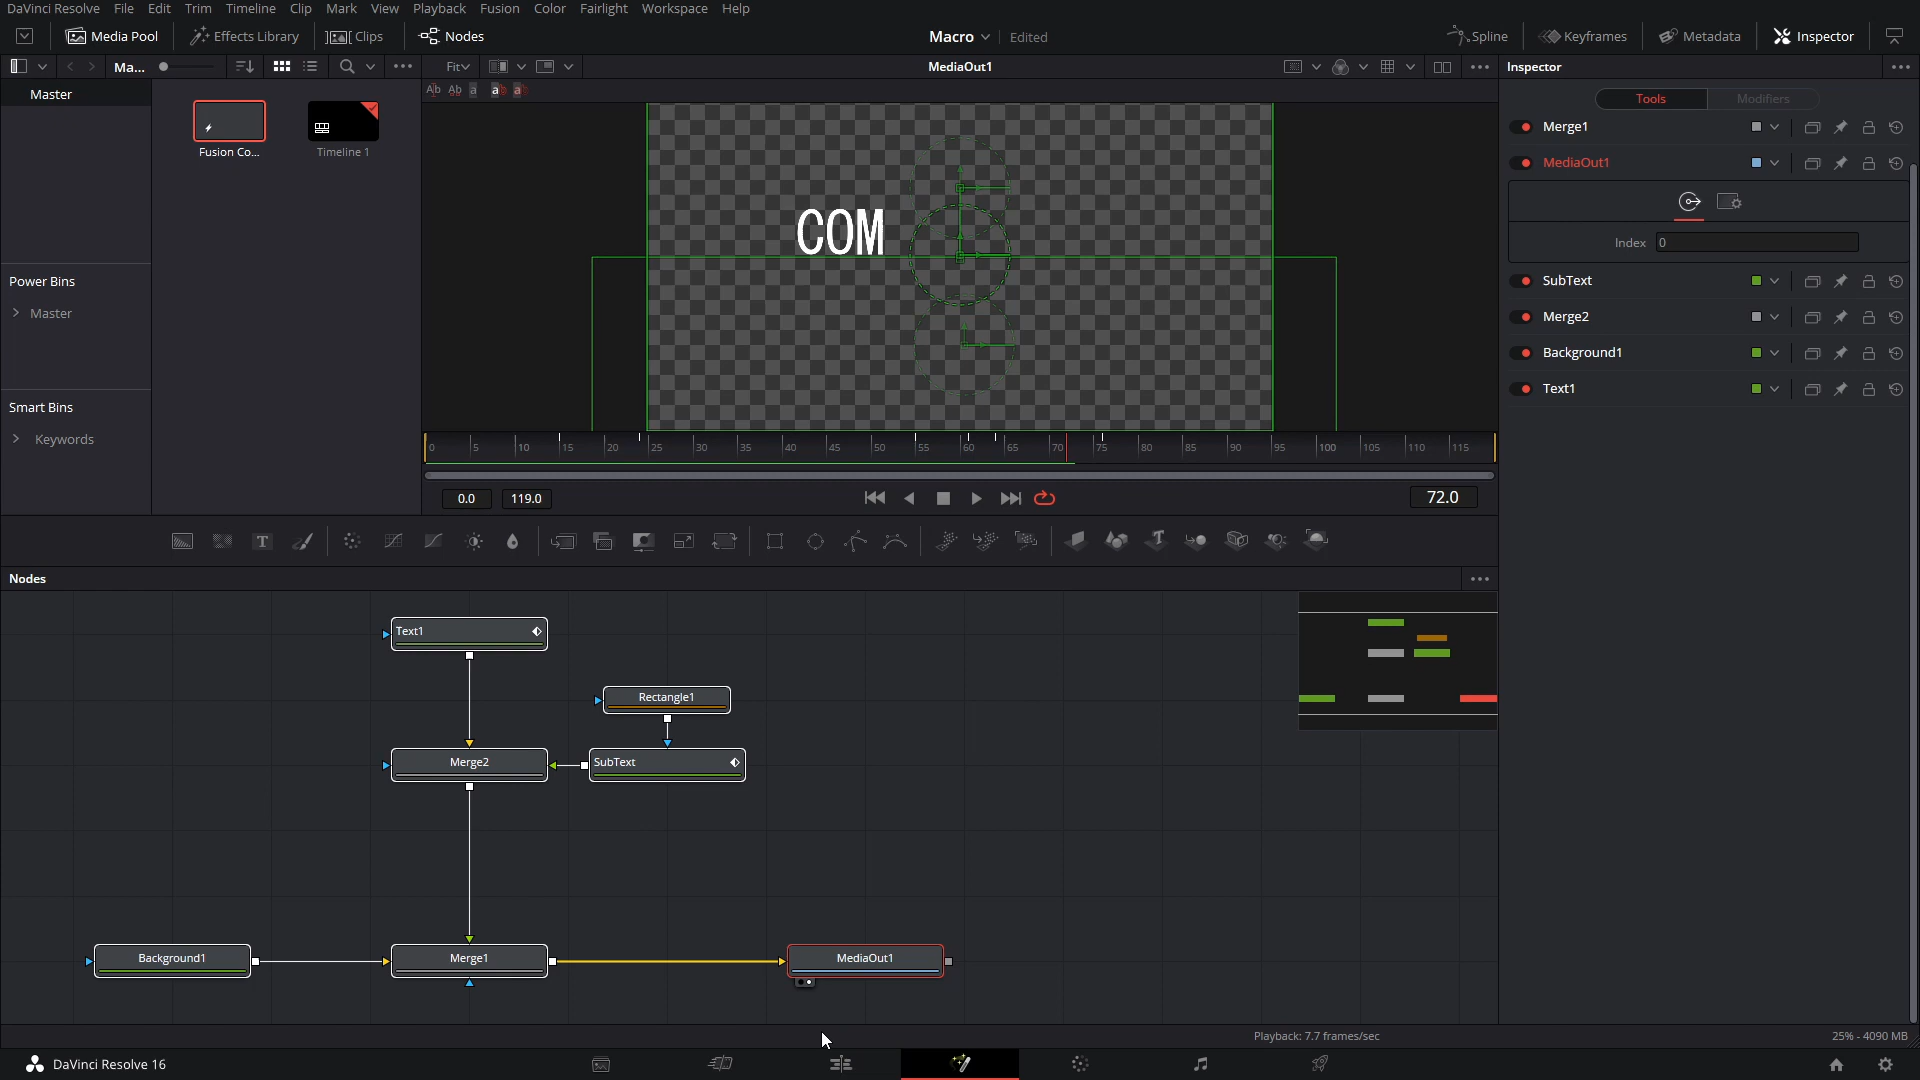 DaVinci Resolve File Edit Trim Timeline Clip Mark View Playback Fusion Color Fairlight Workspace Help
Media Pool Effects Library Clips Nodes Macro Edited Spline Keyframes Metadata Inspector
Ma... Fit MediaOut1 Inspector
Master
Fusion Co... Timeline 1
Power Bins
Master
Smart Bins
Keywords
COM
Tools Modifiers
Merge1
MediaOut1
Index 0
SubText
Merge2
Background1
Text1
0 5 10 15 20 25 30 35 40 45 50 55 60 65 70 75 80 85 90 95 100 105 110 115
0.0 119.0 72.0
Nodes
Text1
Rectangle1
Merge2 SubText
Background1 Merge1 MediaOut1
Playback: 7.7 frames/sec 25% - 4090 MB
DaVinci Resolve 16